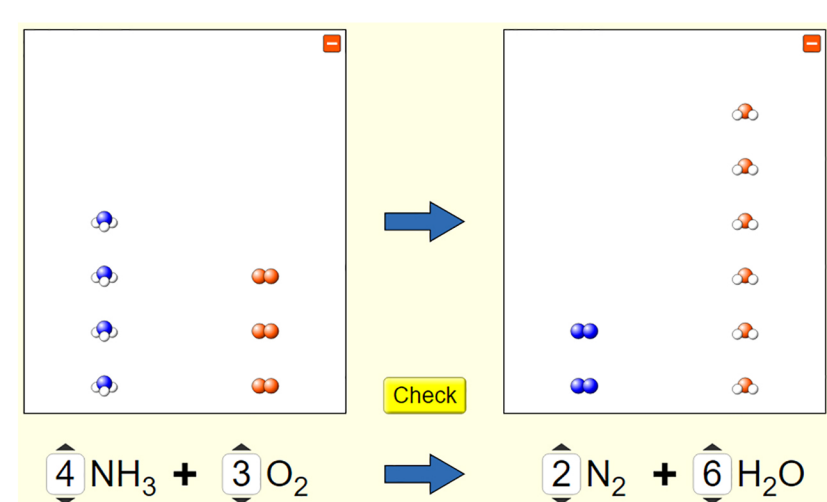 Check
4 NH₃ + 3 O₂ 2 N₂ + 6 H₂O